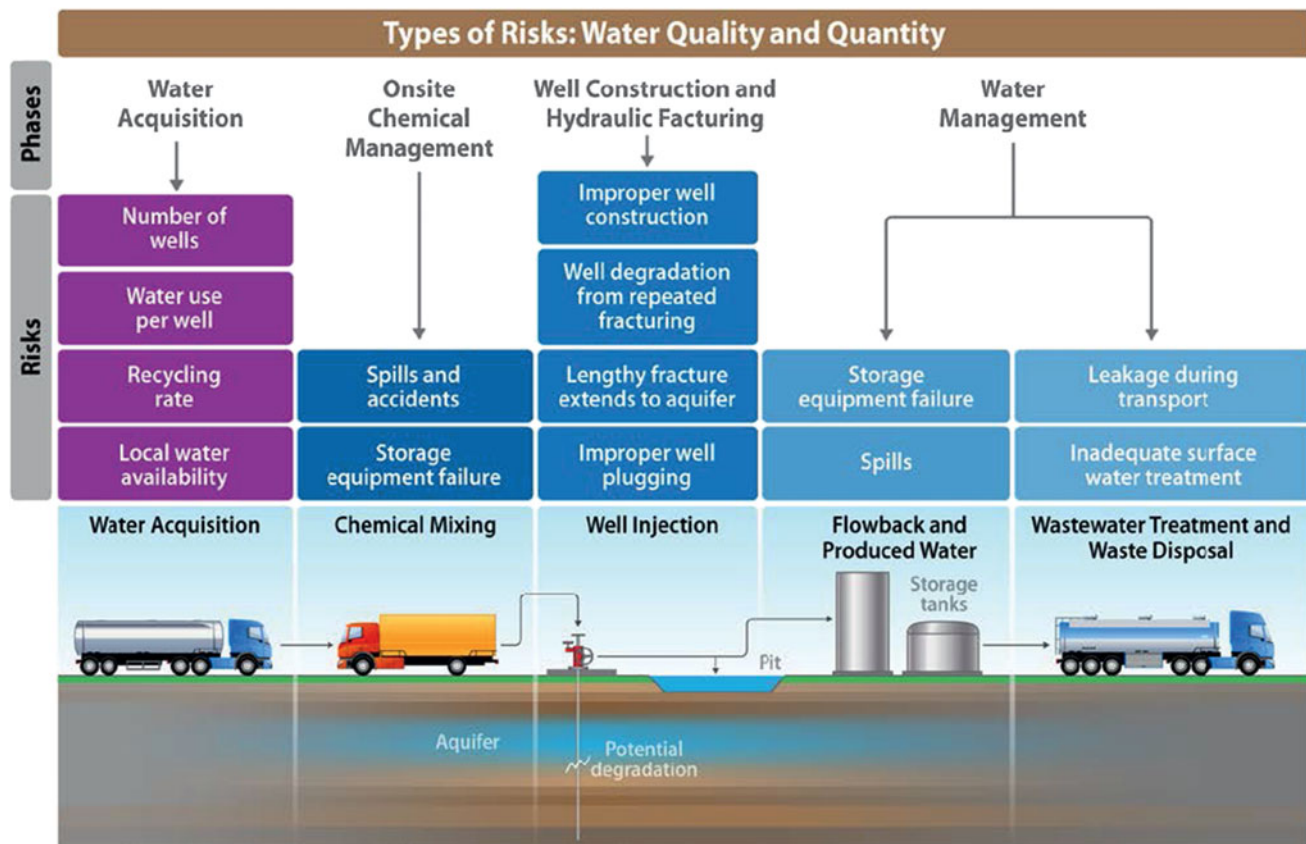 Types of Risks: Water Quality and Quantity
Phases
Water
Acquisition
Onsite
Chemical
Management
Well Construction and
Hydraulic Facturing
Water
Management
Risks
Number of
wells
Water use
per well
Recycling
rate
Local water
availability
Spills and
accidents
Storage
equipment failure
Improper well
construction
Well degradation
from repeated
fracturing
Lengthy fracture
extends to aquifer
Improper well
plugging
Storage
equipment failure
Spills
Leakage during
transport
Inadequate surface
water treatment
Water Acquisition
Chemical Mixing
Well Injection
Flowback and
Produced Water
Wastewater Treatment and
Waste Disposal
Storage
tanks
Pit
Aquifer
Potential
degradation